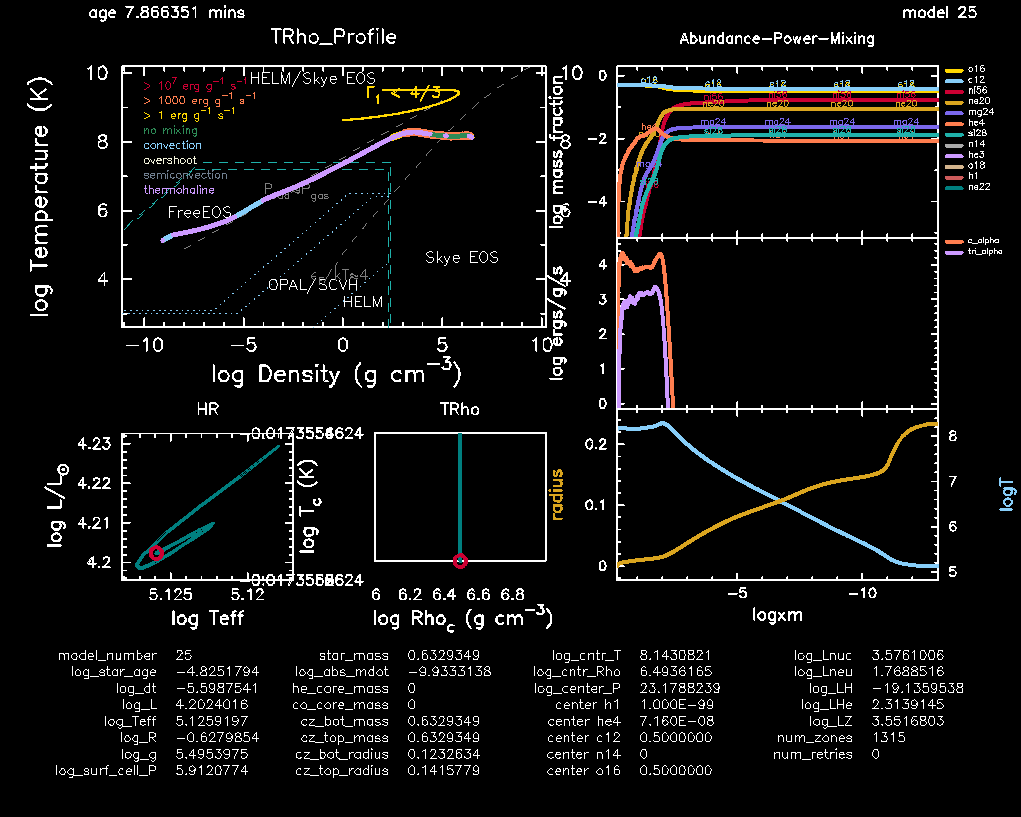 age 7.866351 mins
model 25
TRho_Profile
Abundance-Power-Mixing
log Temperature (K)
10
8
6
4
-10
-5
0
5
10
log Density (g cm-3)
> 10^7 erg g^-1 s^-1
> 1000 erg g^-1 s^-1
> 1 erg g^-1 s^-1
no mixing
convection
overshoot
semiconvection
thermohaline
HELM/Skye EOS
Γ1 < 4/3
FreeEOS
Skye EOS
OPAL/SCVH
HELM
log mass fraction
0
-2
-4
o16
c12
ni56
ne20
mg24
he4
si28
n14
he3
o18
h1
ne22
log ergs/g/s
4
3
2
1
0
c_alpha
tri_alpha
radius
0.2
0.1
0
logT
8
7
6
5
-5
-10
logxm
HR
log L/L⊙
4.23
4.22
4.21
4.2
5.125
5.12
log Teff
TRho
log Tc (K)
6
6.2
6.4
6.6
6.8
log Rhoc (g cm-3)
model_number 25
log_star_age -4.8251794
log_dt -5.5987541
log_L 4.2024016
log_Teff 5.1259197
log_R -0.6279854
log_g 5.4953975
log_surf_cell_P 5.9120774
star_mass 0.6329349
log_abs_mdot -9.9333138
he_core_mass 0
co_core_mass 0
cz_bot_mass 0.6329349
cz_top_mass 0.6329349
cz_bot_radius 0.1232634
cz_top_radius 0.1415779
log_cntr_T 8.1430821
log_cntr_Rho 6.4936165
log_center_P 23.1788239
center h1 1.000E-99
center he4 7.160E-08
center c12 0.5000000
center n14 0
center o16 0.5000000
log_Lnuc 3.5761006
log_Lneu 1.7688516
log_LH -19.1359538
log_LHe 2.3139145
log_LZ 3.5516803
num_zones 1315
num_retries 0